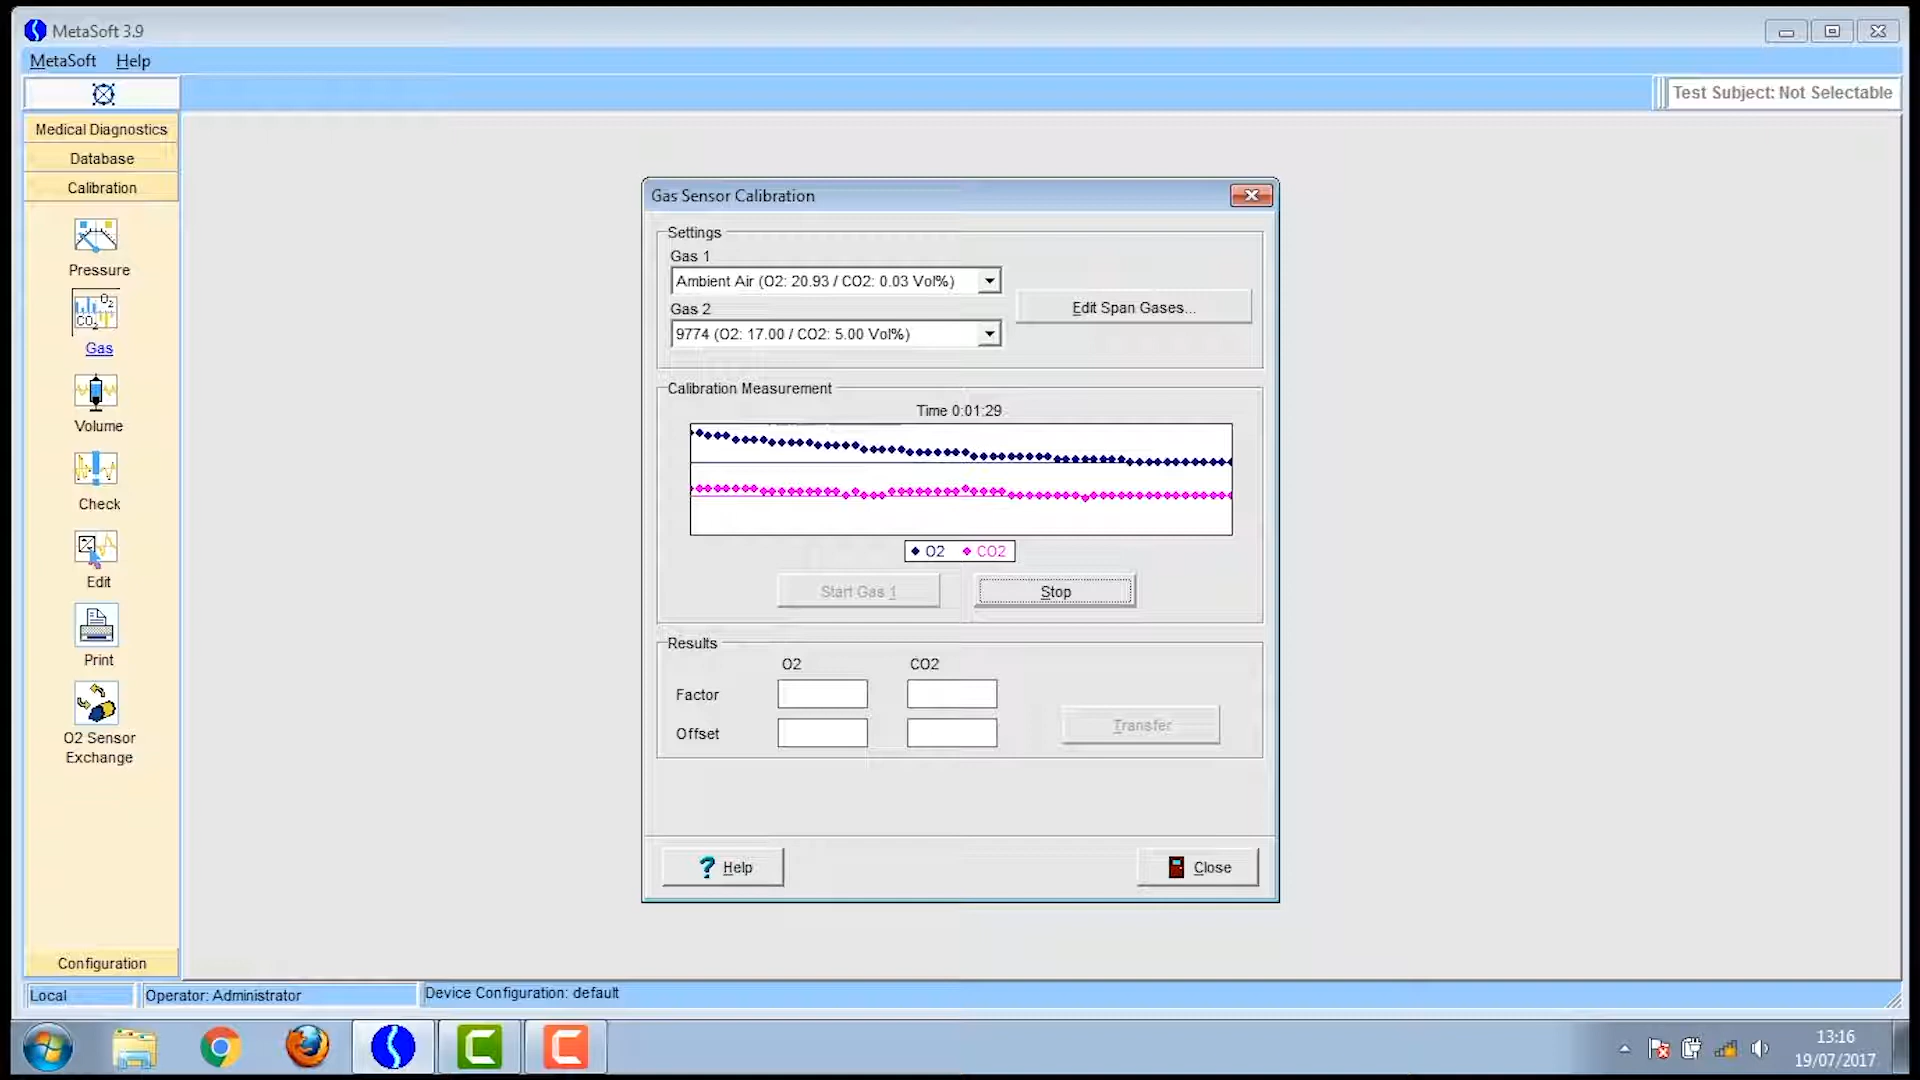 MetaSoft 3.9
MetaSoft Help
Test Subject: Not Selectable
Medical Diagnostics
Database
Calibration
Pressure
O2
CO2
Gas
Volume
Check
Edit
Print
O2 Sensor
Exchange
Configuration
Gas Sensor Calibration
Settings
Gas 1
Ambient Air (O2: 20.93 / CO2: 0.03 Vol%)
Edit Span Gases...
Gas 2
9774 (O2: 17.00 / CO2: 5.00 Vol%)
Calibration Measurement
Time 0:01:29
O2 CO2
Start Gas 1 Stop
Results
O2 CO2
Factor
Offset
Transfer
? Help
Close
Local Operator: Administrator Device Configuration: default
13:16
19/07/2017